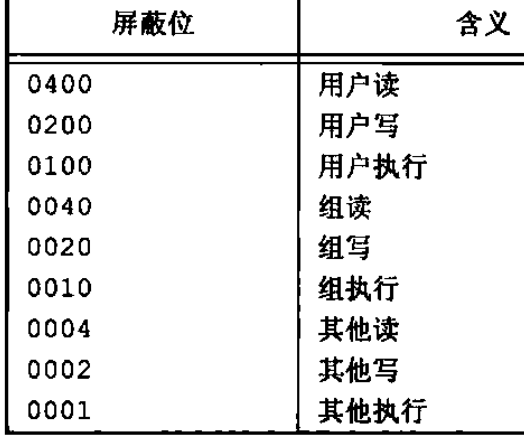 屏蔽位 含义
0400 用户读
0200 用户写
0100 用户执行
0040 组读
0020 组写
0010 组执行
0004 其他读
0002 其他写
0001 其他执行